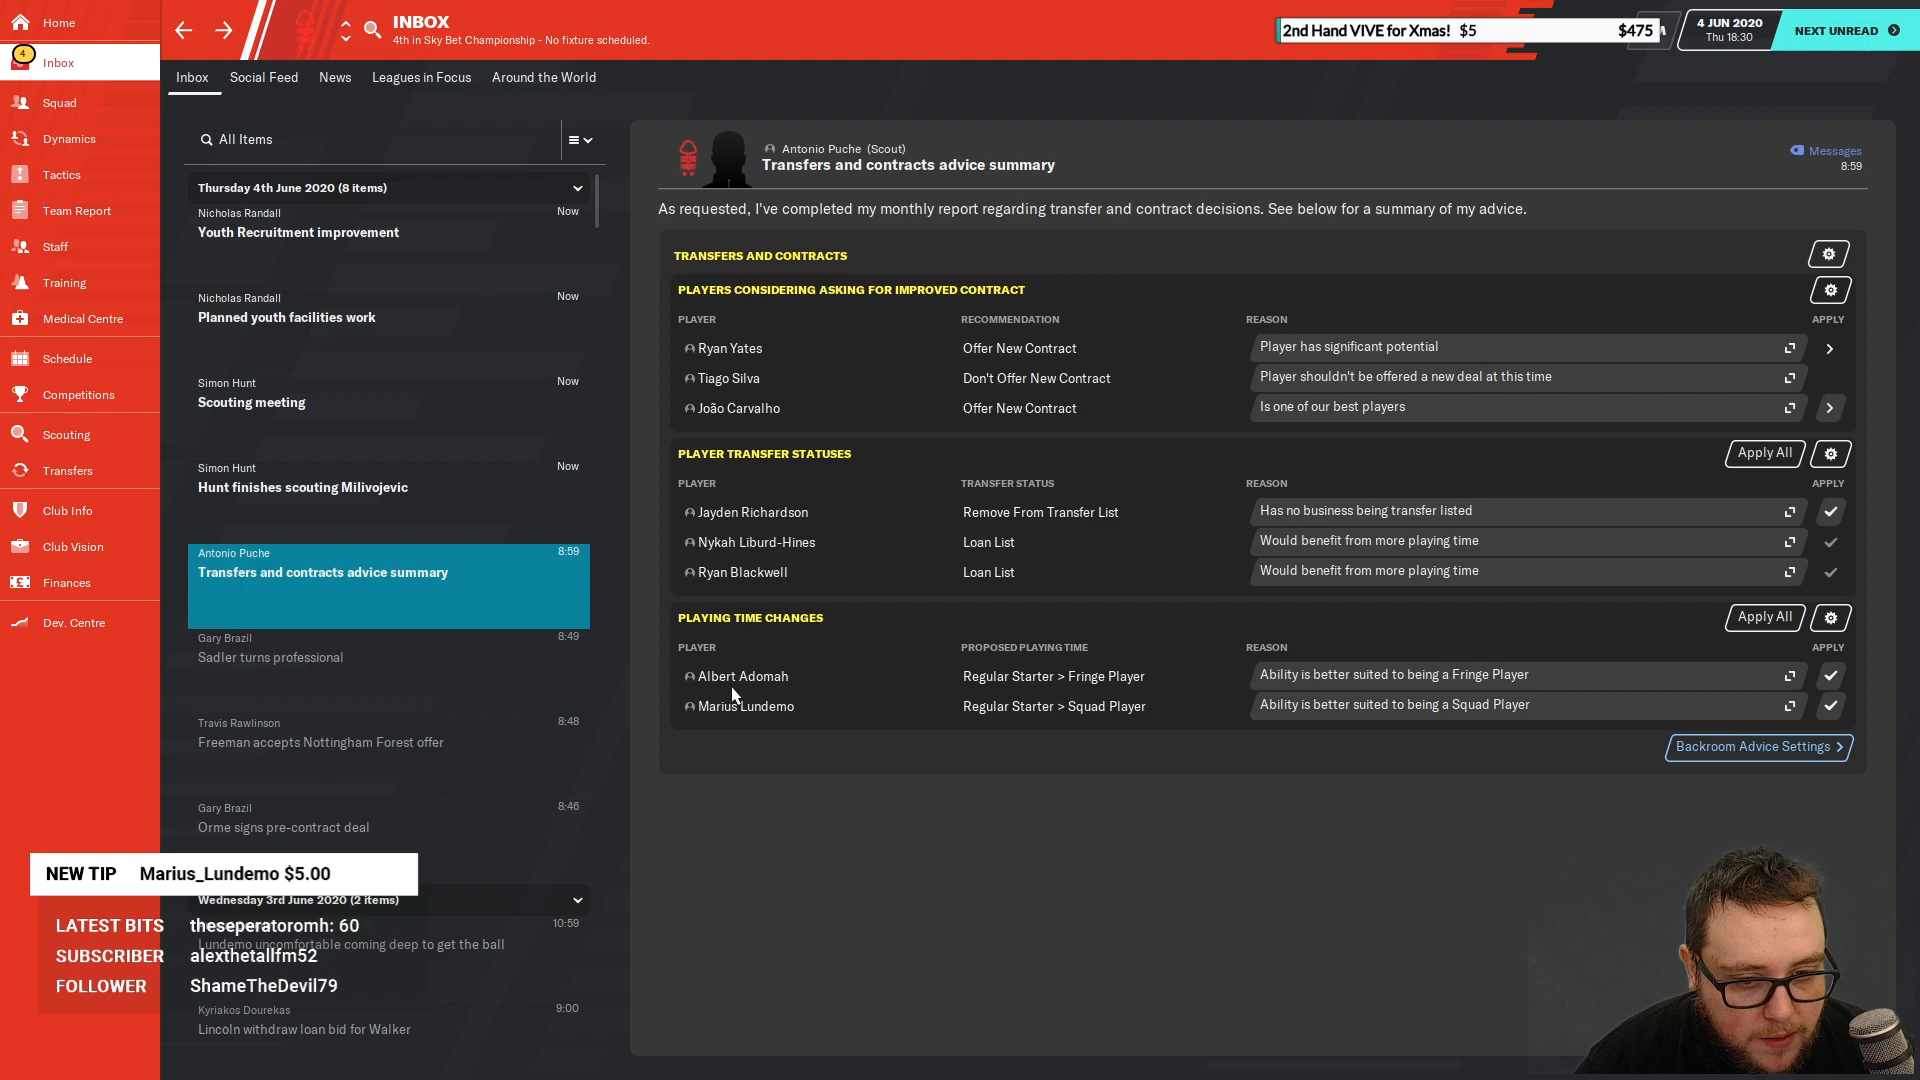 Home
4
Inbox
Squad
Dynamics
Tactics
Team Report
Staff
Training
Medical Centre
Schedule
Competitions
Scouting
Transfers
Club Info
Club Vision
Finances
Dev. Centre
INBOX
4th in Sky Bet Championship - No fixture scheduled.
2nd Hand VIVE for Xmas! $5 $475
4 JUN 2020
Thu 18:30
NEXT UNREAD
Inbox Social Feed News Leagues in Focus Around the World
All Items
Thursday 4th June 2020 (8 items)
Nicholas Randall Now
Youth Recruitment improvement
Nicholas Randall Now
Planned youth facilities work
Simon Hunt Now
Scouting meeting
Simon Hunt Now
Hunt finishes scouting Milivojevic
Antonio Puche 8:59
Transfers and contracts advice summary
Gary Brazil 8:49
Sadler turns professional
Travis Rawlinson 8:48
Freeman accepts Nottingham Forest offer
Gary Brazil 8:46
Orme signs pre-contract deal
Wednesday 3rd June 2020 (2 items)
10:59
Lundemo uncomfortable coming deep to get the ball
Kyriakos Dourekas 9:00
Lincoln withdraw loan bid for Walker
NEW TIP Marius_Lundemo $5.00
LATEST BITS theseperatoromh: 60
SUBSCRIBER alexthetallfm52
FOLLOWER ShameTheDevil79
Antonio Puche (Scout)
Transfers and contracts advice summary
Messages
8:59
As requested, I've completed my monthly report regarding transfer and contract decisions. See below for a summary of my advice.
TRANSFERS AND CONTRACTS
PLAYERS CONSIDERING ASKING FOR IMPROVED CONTRACT
PLAYER RECOMMENDATION REASON APPLY
Ryan Yates Offer New Contract Player has significant potential
Tiago Silva Don't Offer New Contract Player shouldn't be offered a new deal at this time
João Carvalho Offer New Contract Is one of our best players
PLAYER TRANSFER STATUSES Apply All
PLAYER TRANSFER STATUS REASON APPLY
Jayden Richardson Remove From Transfer List Has no business being transfer listed
Nykah Liburd-Hines Loan List Would benefit from more playing time
Ryan Blackwell Loan List Would benefit from more playing time
PLAYING TIME CHANGES Apply All
PLAYER PROPOSED PLAYING TIME REASON APPLY
Albert Adomah Regular Starter > Fringe Player Ability is better suited to being a Fringe Player
Marius Lundemo Regular Starter > Squad Player Ability is better suited to being a Squad Player
Backroom Advice Settings